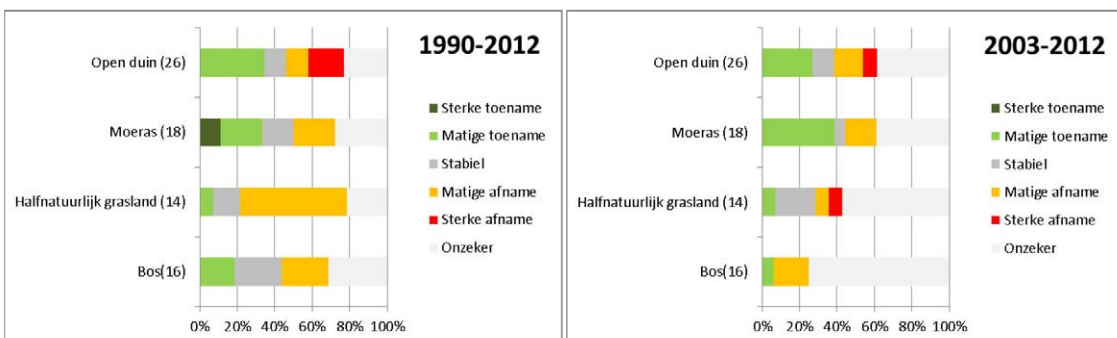 1990-2012
Open duin (26)
Moeras (18)
Halfnatuurlijk grasland (14)
Bos(16)
0% 20% 40% 60% 80% 100%
Sterke toename
Matige toename
Stabiel
Matige afname
Sterke afname
Onzeker
2003-2012
Open duin (26)
Moeras (18)
Halfnatuurlijk grasland (14)
Bos(16)
0% 20% 40% 60% 80% 100%
Sterke toename
Matige toename
Stabiel
Matige afname
Sterke afname
Onzeker